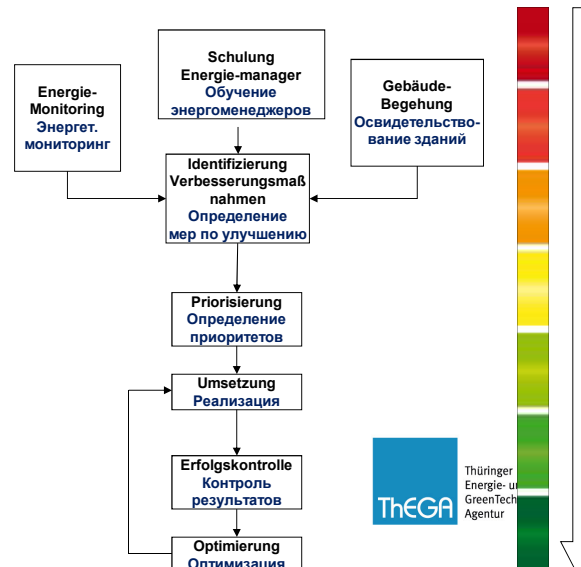 Schulung
Energie-manager
Обучение
энергоменеджеров
Energie-
Monitoring
Энергет.
мониторинг
Gebäude-
Begehung
Освидетельство-
вание зданий
Identifizierung
Verbesserungsmaß
nahmen
Определение
мер по улучшению
Priorisierung
Определение
приоритетов
Umsetzung
Реализация
Erfolgskontrolle
Контроль
результатов
ThEGA
Thüringer
Energie- u
GreenTech
Agentur
Optimierung
Оптимизация